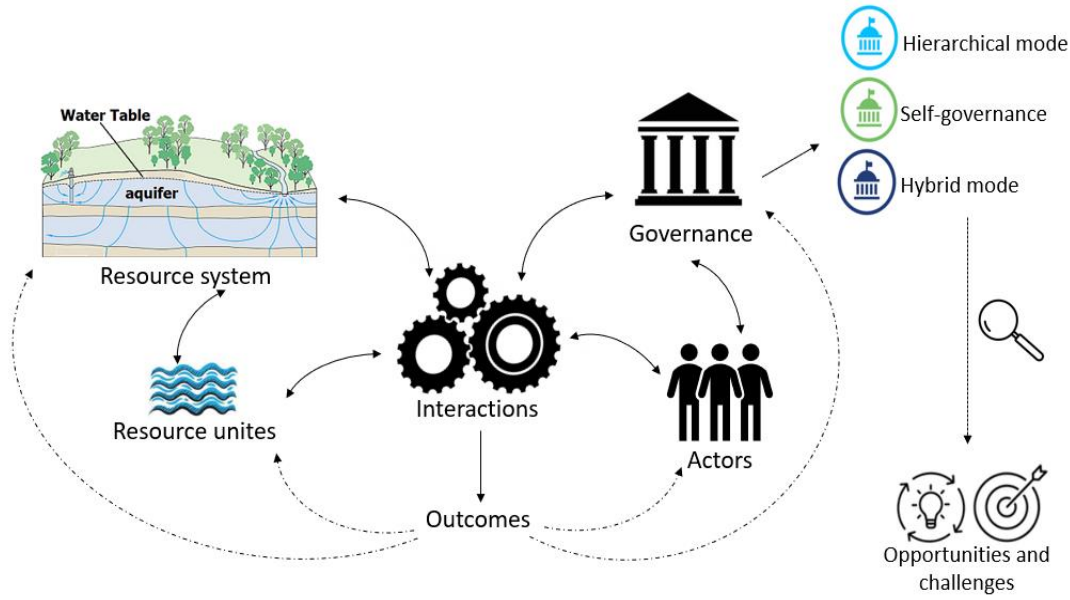 Hierarchical mode
Self-governance
Hybrid mode
Water Table
aquifer
Resource system
Governance
Resource unites
Interactions
Actors
Outcomes
Opportunities and
challenges